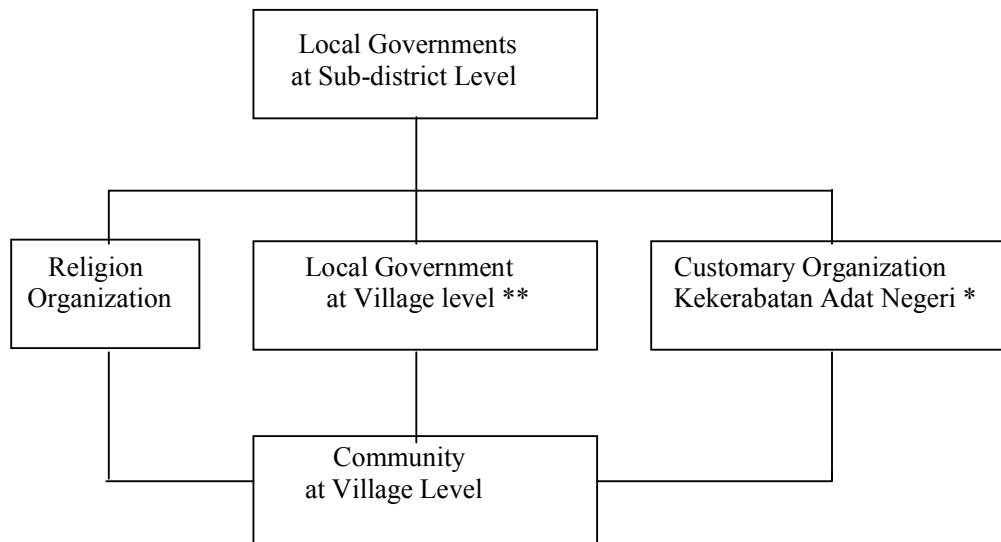 Local Governments
at Sub-district Level
Religion
Organization
Local Government
at Village level **
Customary Organization
Kekerabatan Adat Negeri *
Community
at Village Level